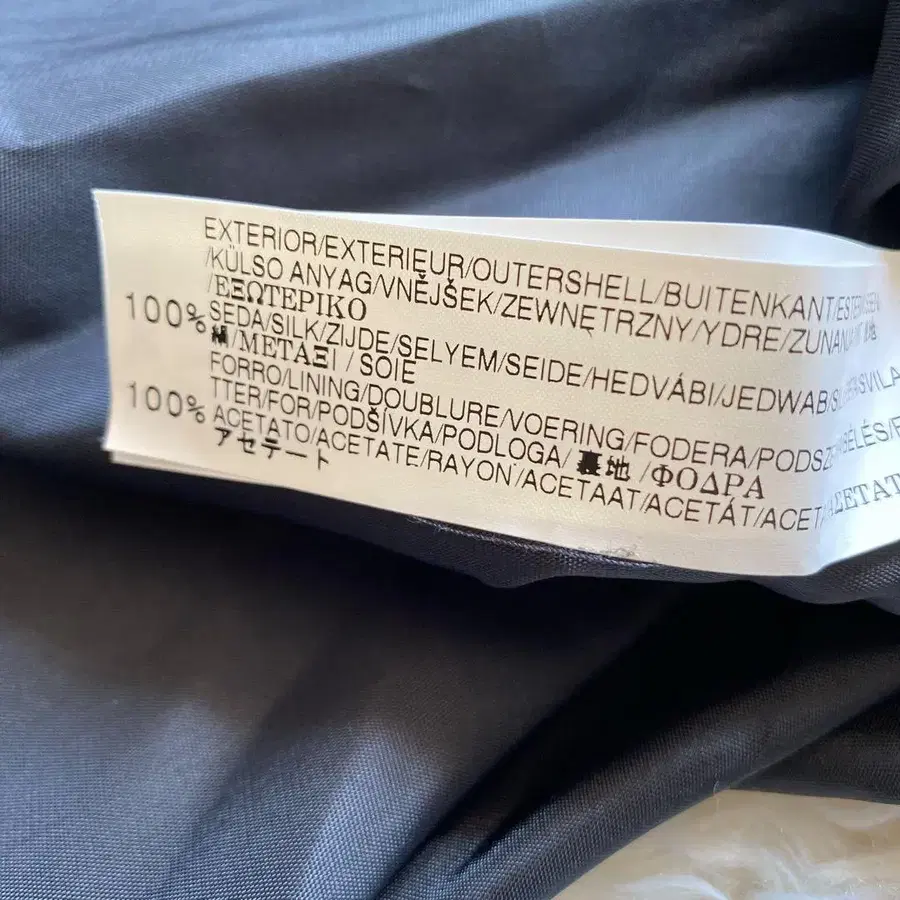 EXTERIOR/EXTERIEUR/OUTERSHELL/BUITENKANT/
/KÜLSO ANYAG/VNĚJŠEK/ZEWNĘTRZNY/YDRE/
/ΕΞΩΤΕΡΙΚΟ
100% SEDA/SILK/ZIJDE/SELYEM/SEIDE/HEDVÁBÍ/JEDWAB/
絹/ΜΕΤΑΞΙ / SOIE
FORRO/LINING/DOUBLURE/VOERING/FODERA/
TTER/FOR/PODŠÍVKA/PODLOGA/ 裏地 /ΦΟΔΡΑ
100% ACETATO/ACETATE/RAYON/ACETAAT/ACETÁT/
アセテート